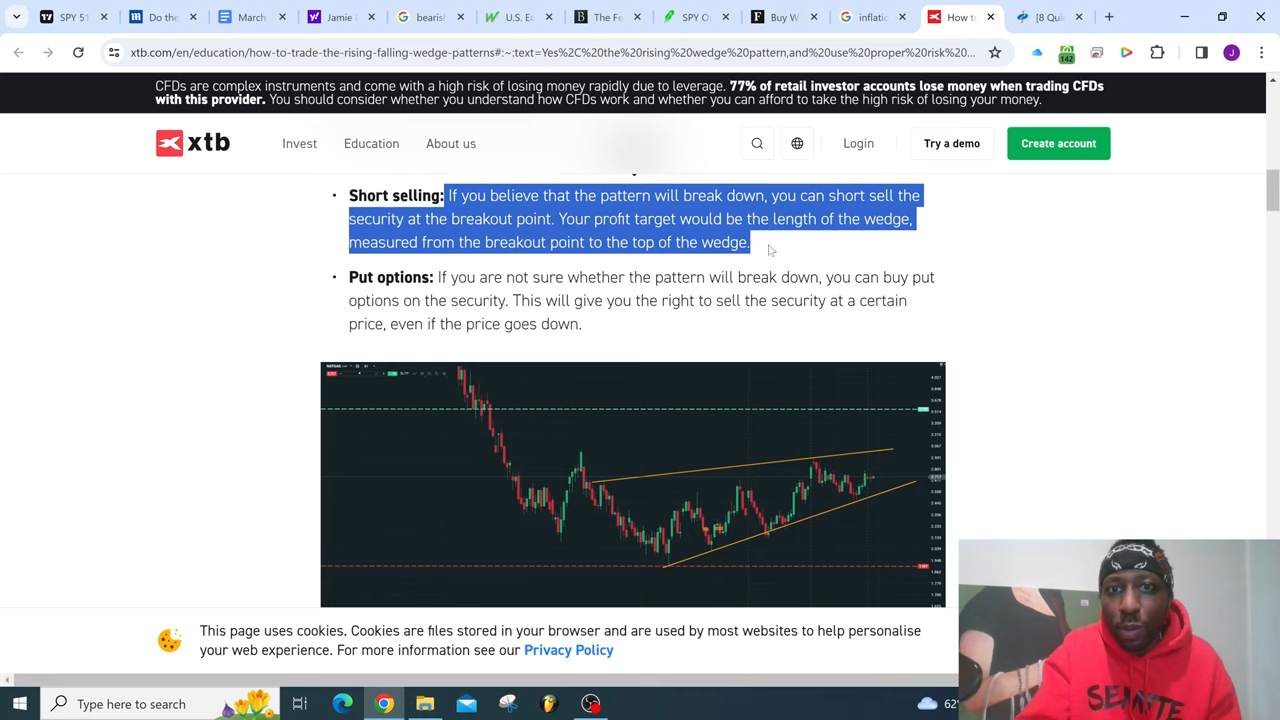 SPY 51
Do the
March
Jamie
bearish
U.S. Ec
The Fe
SPY O
Buy W
inflatic
How to
[8 Quic
xtb.com/en/education/how-to-trade-the-rising-falling-wedge-patterns#:~:text=Yes%2C%20the%20rising%20wedge%20pattern,and%20use%20proper%20risk%20...
142
J
CFDs are complex instruments and come with a high risk of losing money rapidly due to leverage. 77% of retail investor accounts lose money when trading CFDs
with this provider. You should consider whether you understand how CFDs work and whether you can afford to take the high risk of losing your money.
xtb
Invest
Education
About us
Login
Try a demo
Create account
• Short selling: If you believe that the pattern will break down, you can short sell the
security at the breakout point. Your profit target would be the length of the wedge,
measured from the breakout point to the top of the wedge.
• Put options: If you are not sure whether the pattern will break down, you can buy put
options on the security. This will give you the right to sell the security at a certain
price, even if the price goes down.
NATGAS
This page uses cookies. Cookies are files stored in your browser and are used by most websites to help personalise
your web experience. For more information see our Privacy Policy
Type here to search
62°